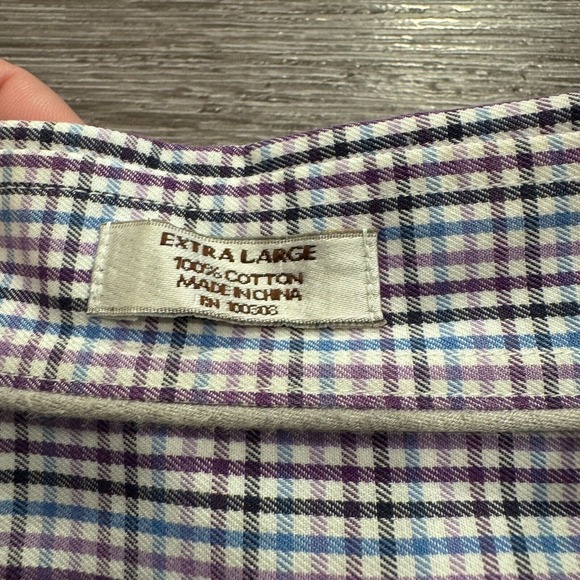 EXTRA LARGE
100% COTTON
MADE IN CHINA
RN 100303